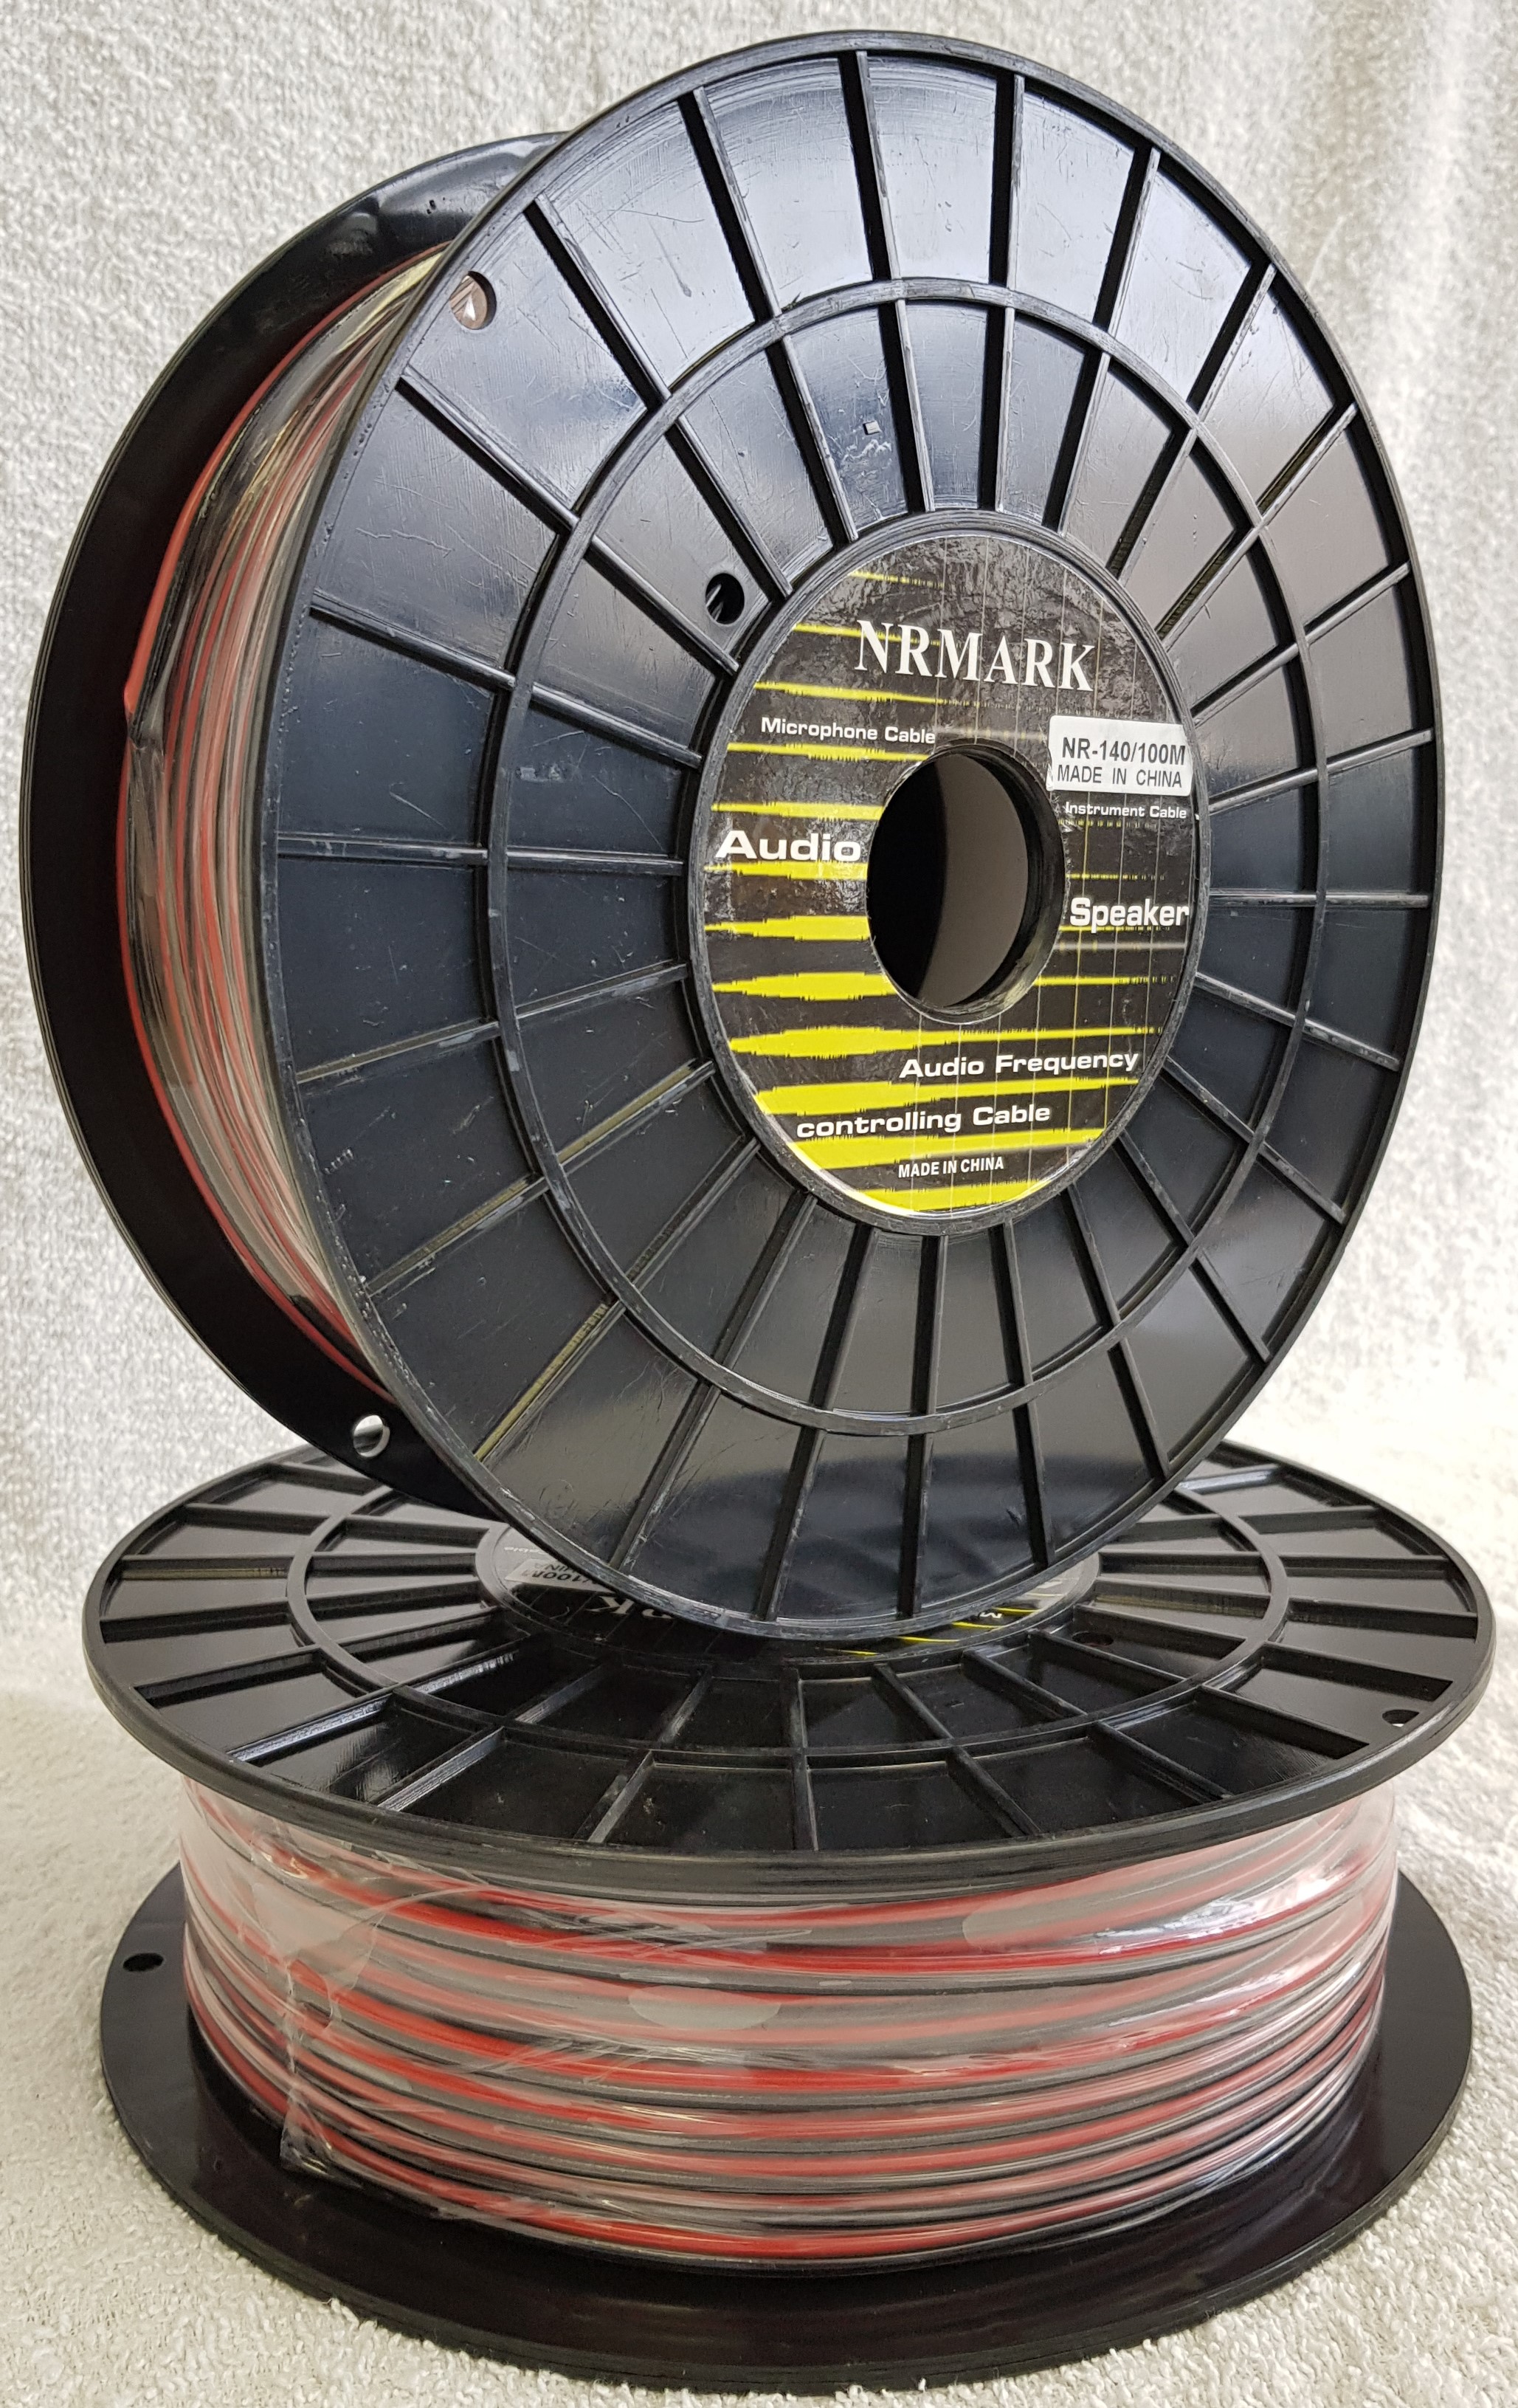 NRMARK
Microphone Cable
NR-140/100M
MADE IN CHINA
Instrument Cable
Audio
Speaker
Audio Frequency
controlling Cable
MADE IN CHINA